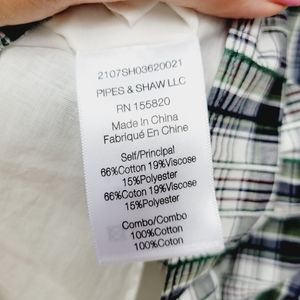 2107SH03620021
PIPES & SHAW LLC
RN 155820
Made In China
Fabriqué En Chine
Self/Principal
66%Cotton 19%Viscose
15%Polyester
66%Coton 19%Viscose
15%Polyester
Combo/Combo
100%Cotton
100%Coton